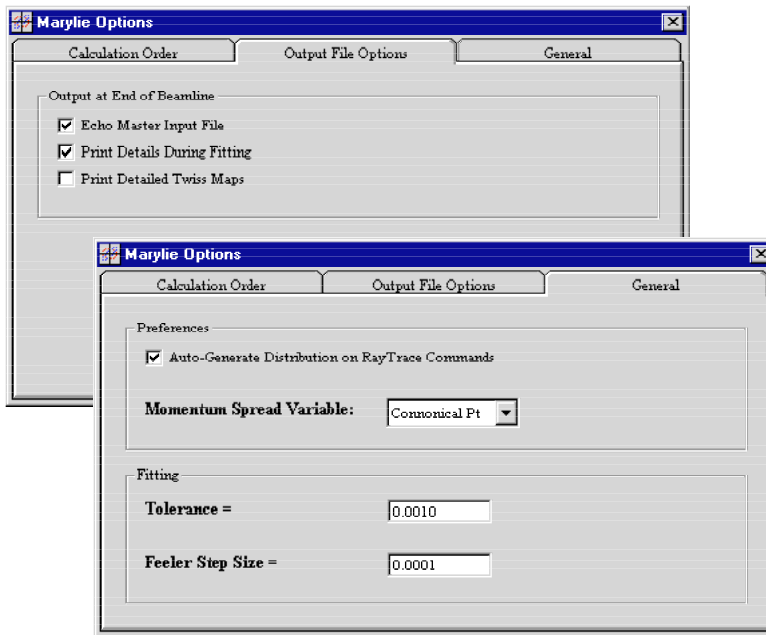 Marylie Options
Calculation Order Output File Options General
Output at End of Beamline
Echo Master Input File
Print Details During Fitting
Print Detailed Twiss Maps
Marylie Options
Calculation Order Output File Options General
Preferences
Auto-Generate Distribution on RayTrace Commands
Momentum Spread Variable: Connonical Pt
Fitting
Tolerance = 0.0010
Feeler Step Size = 0.0001